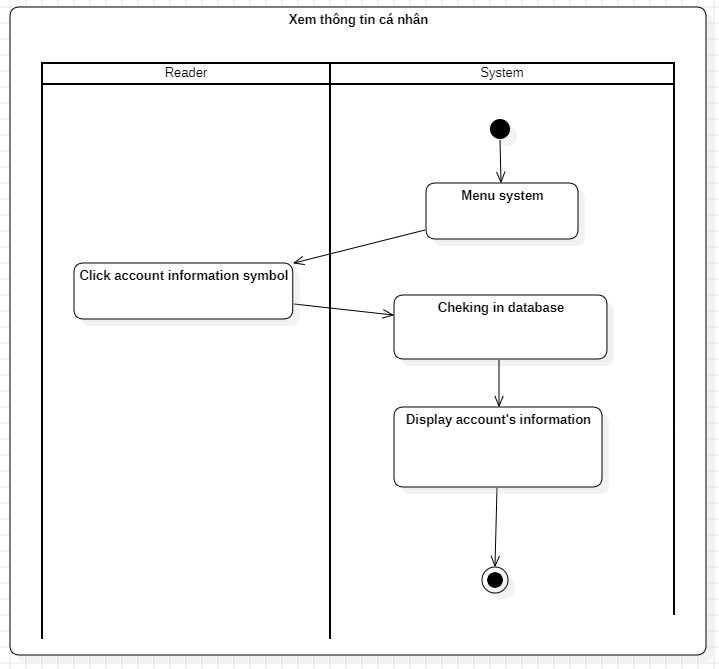 Xem thông tin cá nhân
Reader
System
Menu system
Click account information symbol
Cheking in database
Display account's information